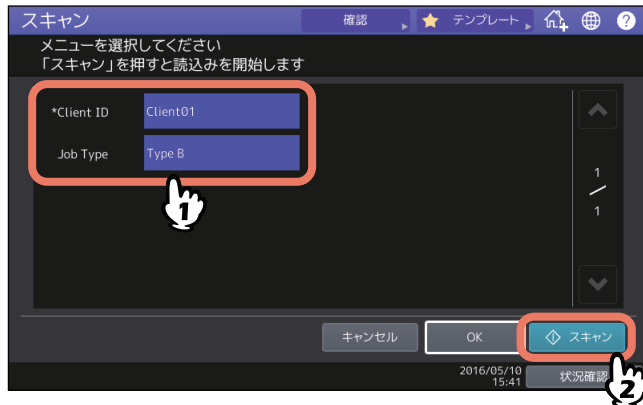 スキャン
確認
テンプレート
?
メニューを選択してください
「スキャン」を押すと読込みを開始します
*Client ID
Client01
Job Type
Type B
1
1
1
キャンセル
OK
スキャン
2016/05/10
15:41
状況確認
2